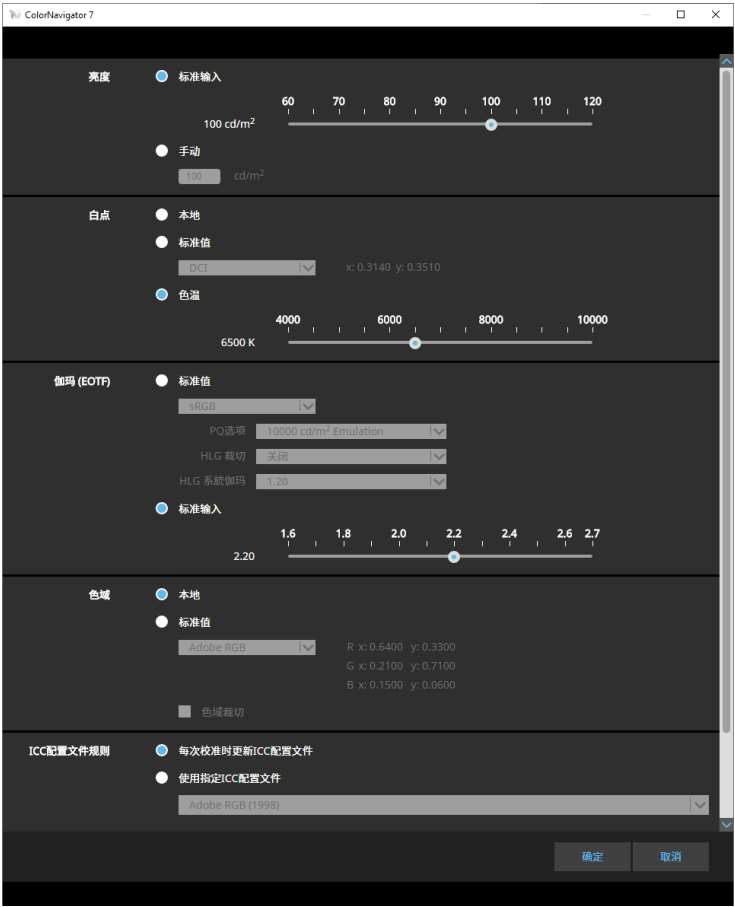 ColorNavigator 7
亮度 标准输入
60 70 80 90 100 110 120
100 cd/m²
手动
100 cd/m²
白点 本地
标准值
DCI x: 0.3140 y: 0.3510
色温
4000 6000 8000 10000
6500 K
伽玛 (EOTF) 标准值
sRGB
PQ选项 10000 cd/m² Emulation
HLG 裁切 关闭
HLG 系统伽玛 1.20
标准输入
1.6 1.8 2.0 2.2 2.4 2.6 2.7
2.20
色域 本地
标准值
Adobe RGB R x: 0.6400 y: 0.3300
G x: 0.2100 y: 0.7100
B x: 0.1500 y: 0.0600
色域裁切
ICC配置文件规则 每次校准时更新ICC配置文件
使用指定ICC配置文件
Adobe RGB (1998)
确定 取消